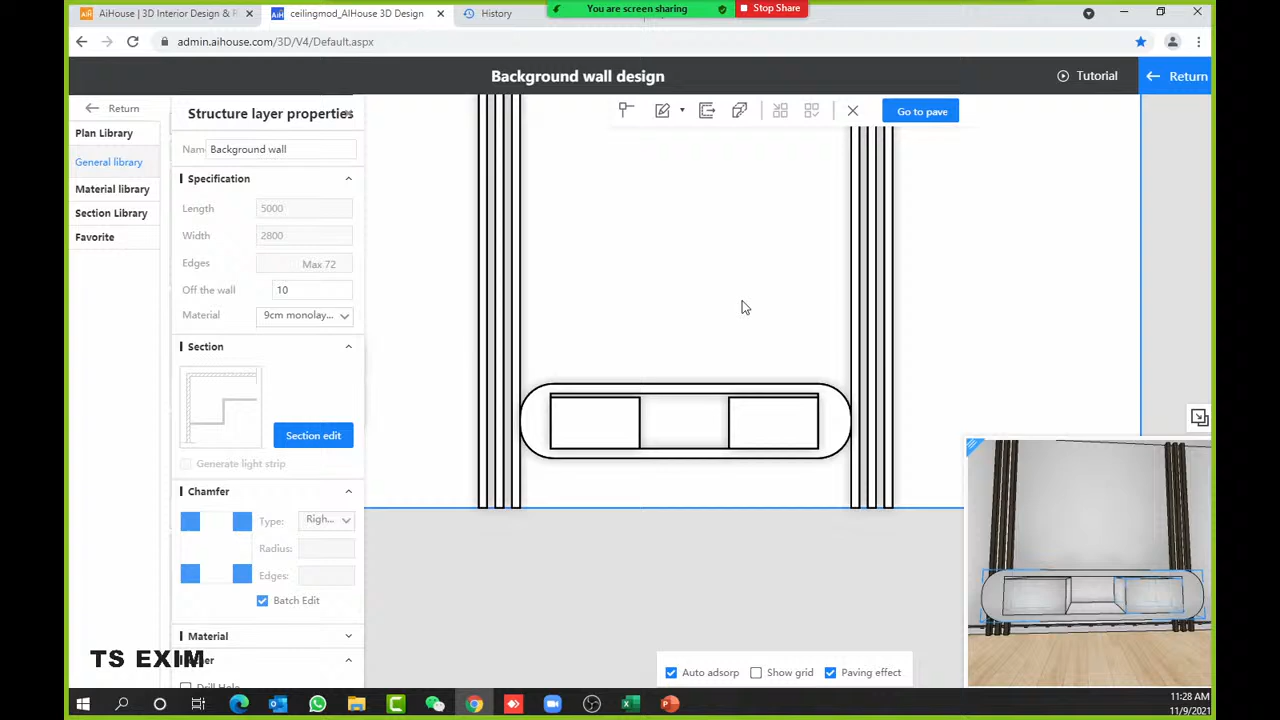 You are screen sharing
Stop Share
AiHouse | 3D Interior Design & R
ceilingmod_AIHouse 3D Design
History
admin.aihouse.com/3D/V4/Default.aspx
Background wall design
Tutorial
Return
Return
Structure layer properties
Plan Library
General library
Material library
Section Library
Favorite
Name
Background wall
Specification
Length
5000
Width
2800
Edges
Max 72
Off the wall
10
Material
9cm monolay...
Section
Section edit
Generate light strip
Chamfer
Type:
Righ...
Radius:
Edges:
Batch Edit
Material
Drill Hole
Go to pave
Auto adsorp
Show grid
Paving effect
TS EXIM
11:28 AM
11/9/2021